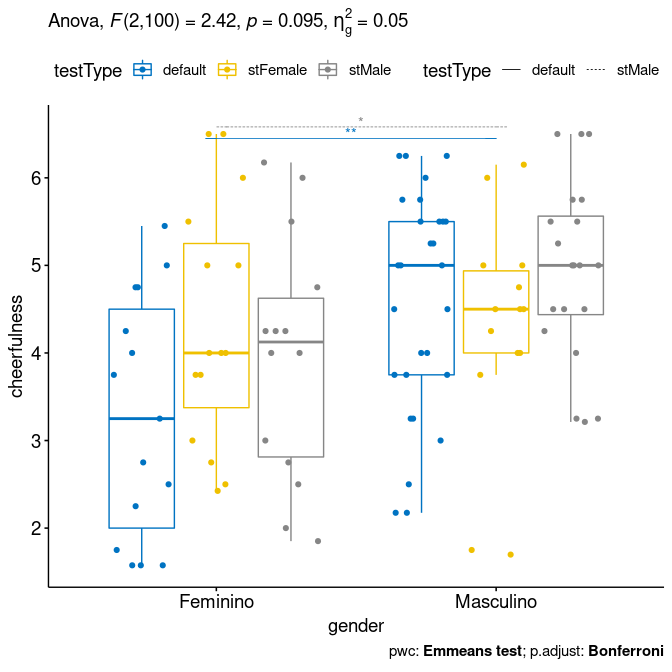 Anova, F(2,100) = 2.42, p = 0.095, η²g = 0.05
testType default stFemale stMale testType default stMale
*
**
6
5
4
3
2
cheerfulness
Feminino Masculino
gender
pwc: Emmeans test; p.adjust: Bonferroni